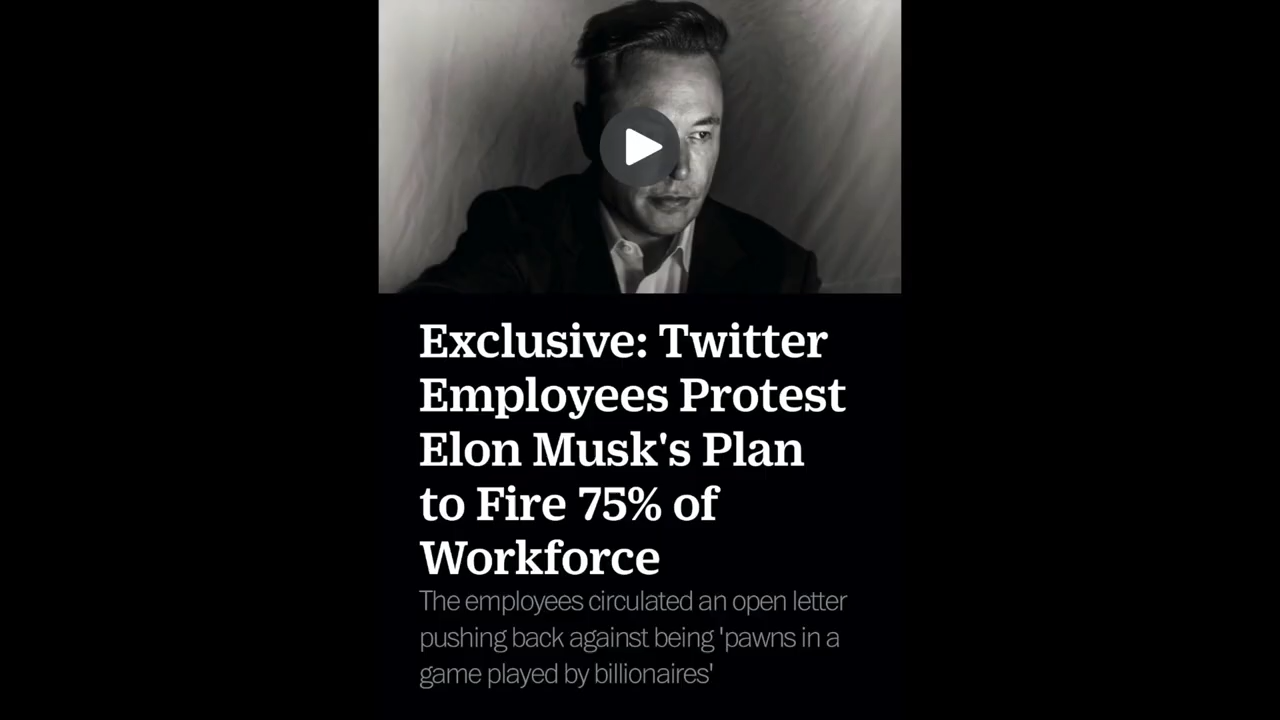 Exclusive: Twitter
Employees Protest
Elon Musk's Plan
to Fire 75% of
Workforce
The employees circulated an open letter
pushing back against being 'pawns in a
game played by billionaires'